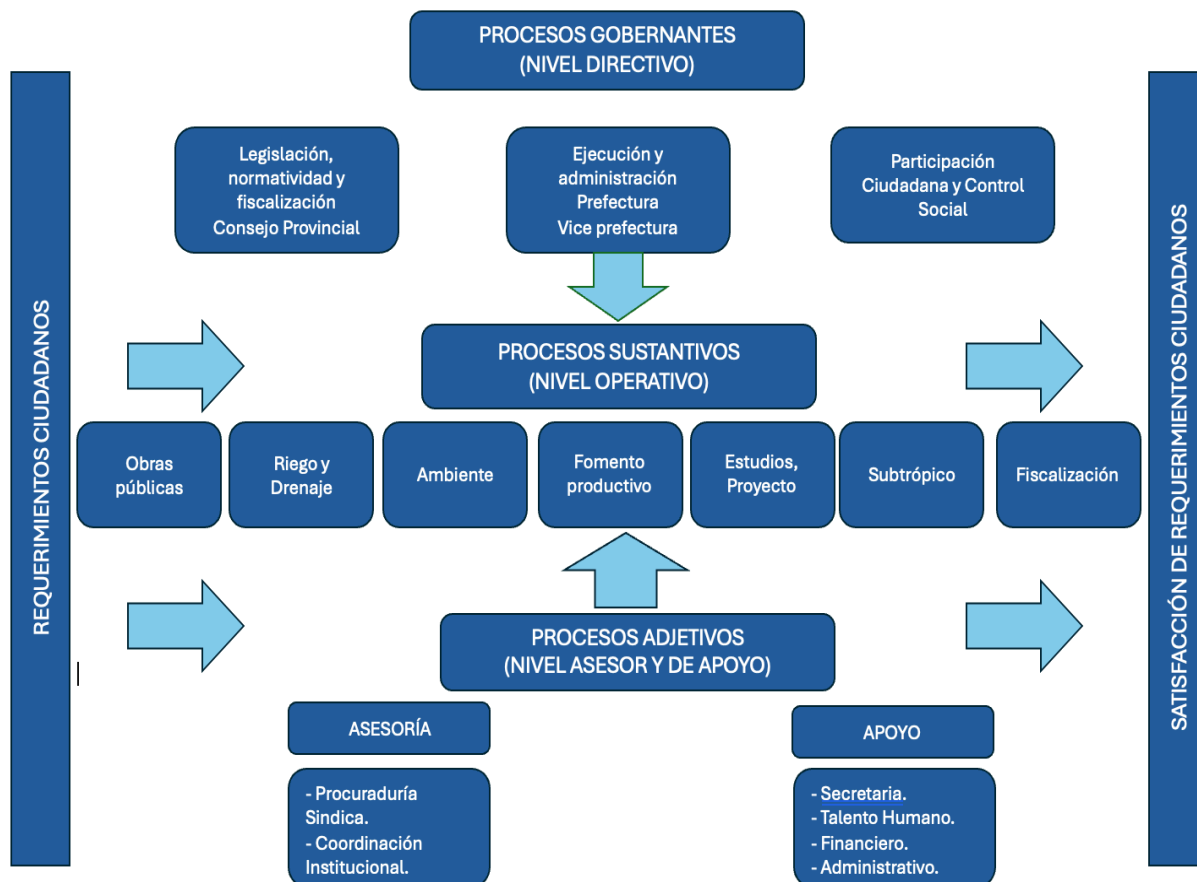 PROCESOS GOBERNANTES
(NIVEL DIRECTIVO)
REQUERIMIENTOS CIUDADANOS
Legislación,
normatividad y
fiscalización
Consejo Provincial
Ejecución y
administración
Prefectura
Vice prefectura
Participación
Ciudadana y Control
Social
SATISFACCIÓN DE REQUERIMIENTOS CIUDADANOS
PROCESOS SUSTANTIVOS
(NIVEL OPERATIVO)
Obras
públicas
Riego y
Drenaje
Ambiente
Fomento
productivo
Estudios,
Proyecto
Subtrópico
Fiscalización
PROCESOS ADJETIVOS
(NIVEL ASESOR Y DE APOYO)
ASESORÍA
- Procuraduría
Sindica.
- Coordinación
Institucional.
APOYO
- Secretaria.
- Talento Humano.
- Financiero.
- Administrativo.